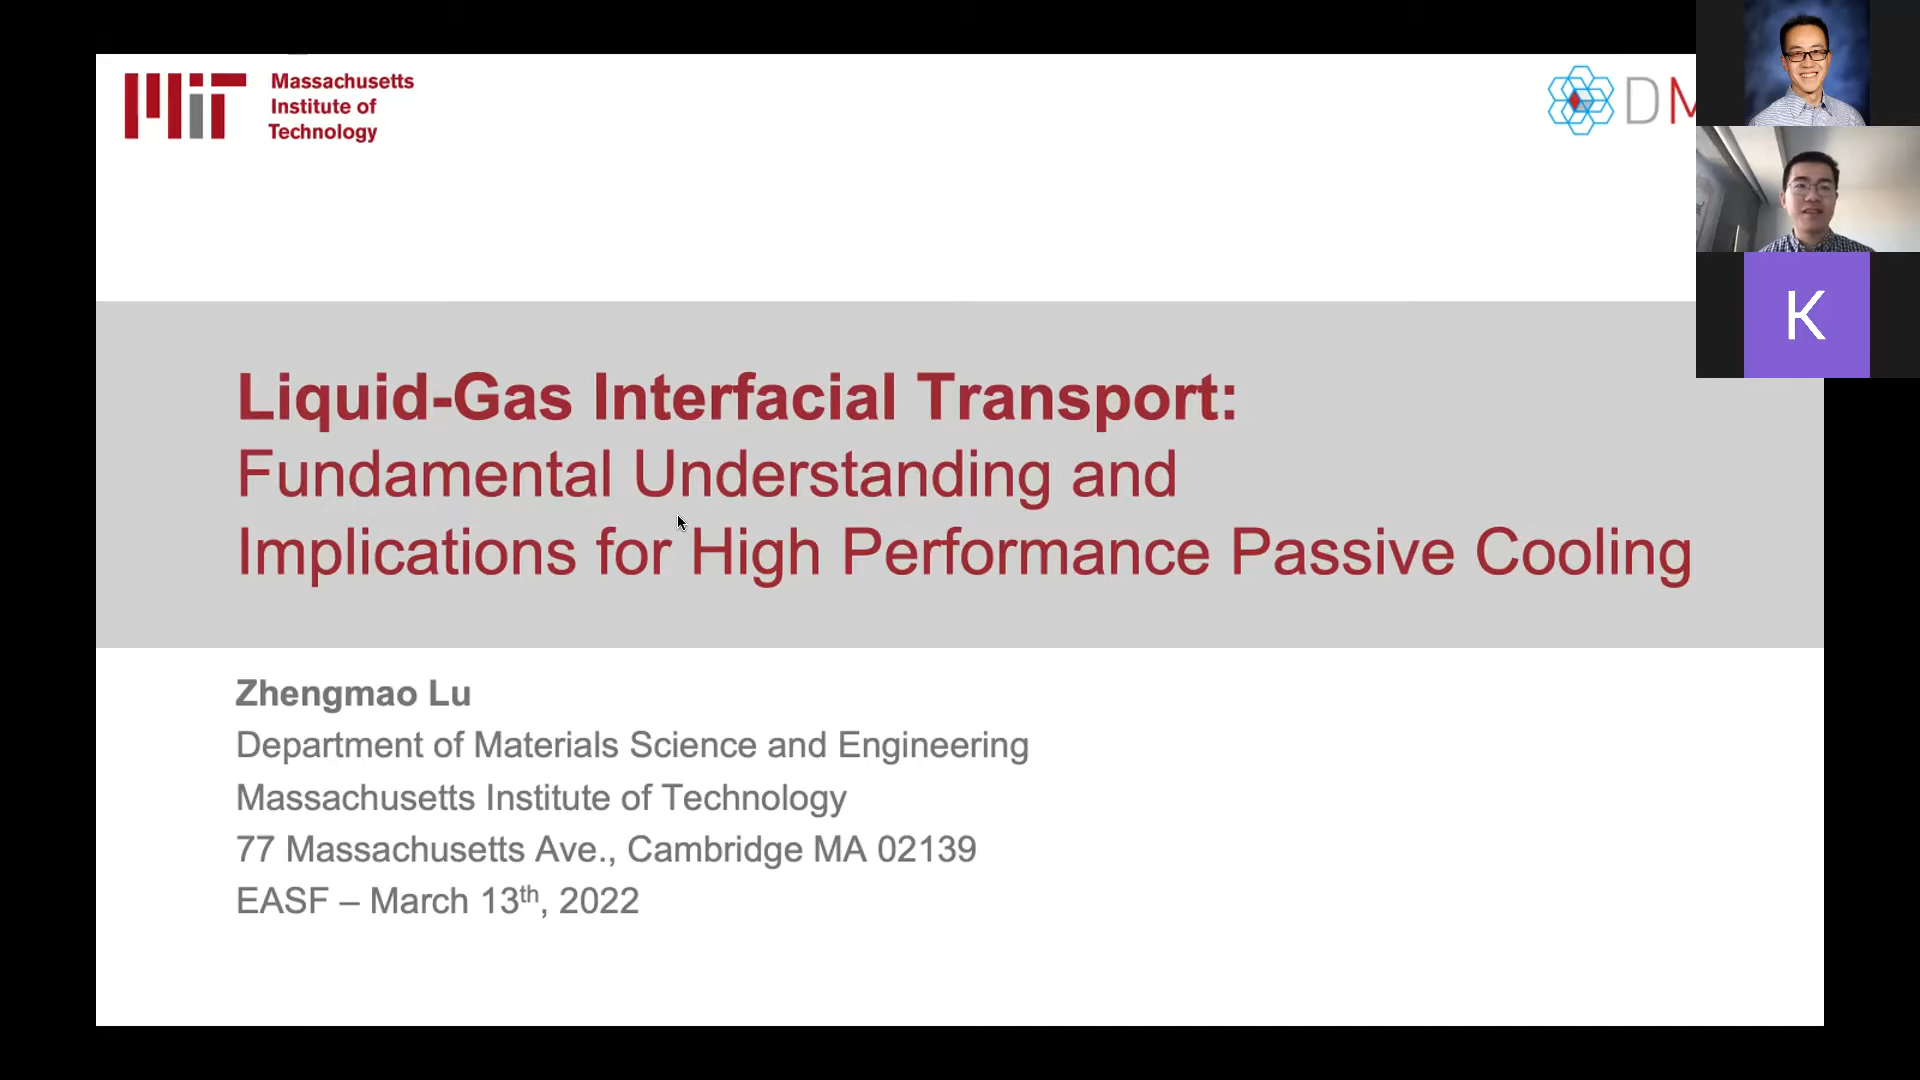 Massachusetts
Institute of
Technology
DM
K
Liquid-Gas Interfacial Transport:
Fundamental Understanding and
Implications for High Performance Passive Cooling
Zhengmao Lu
Department of Materials Science and Engineering
Massachusetts Institute of Technology
77 Massachusetts Ave., Cambridge MA 02139
EASF – March 13th, 2022